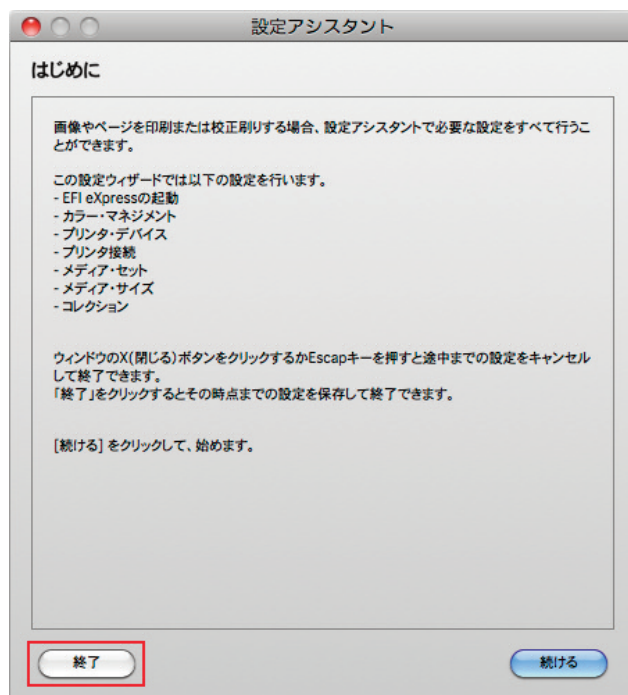 設定アシスタント
はじめに
画像やページを印刷または校正刷りする場合、設定アシスタントで必要な設定をすべて行うこ
とができます。
この設定ウィザードでは以下の設定を行います。
- EFI eXpressの起動
- カラー・マネジメント
- プリンタ・デバイス
- プリンタ接続
- メディア・セット
- メディア・サイズ
- コレクション
ウィンドウのX(閉じる)ボタンをクリックするかEscapキーを押すと途中までの設定をキャンセル
して終了できます。
「終了」をクリックするとその時点までの設定を保存して終了できます。
[続ける] をクリックして、始めます。
終了
続ける